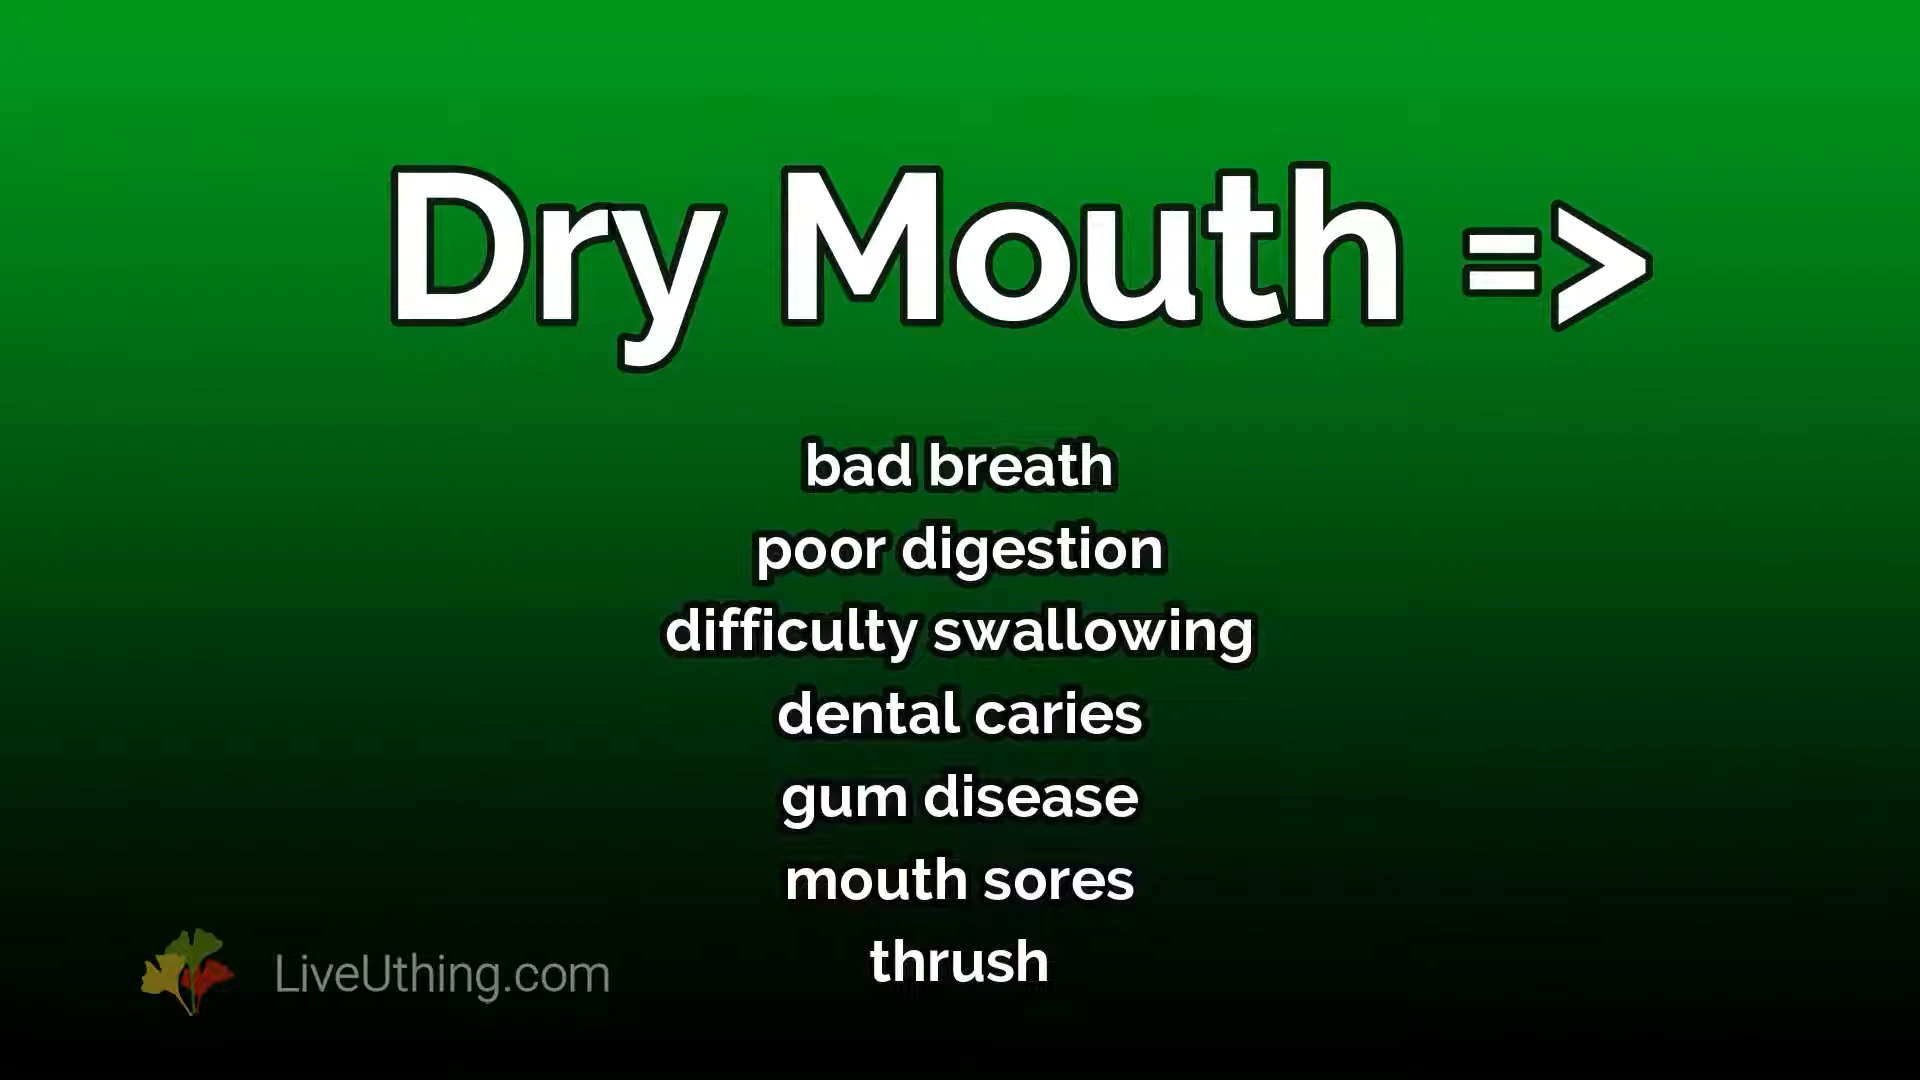 Dry Mouth =>
bad breath
poor digestion
difficulty swallowing
dental caries
gum disease
mouth sores
thrush
LiveUthing.com